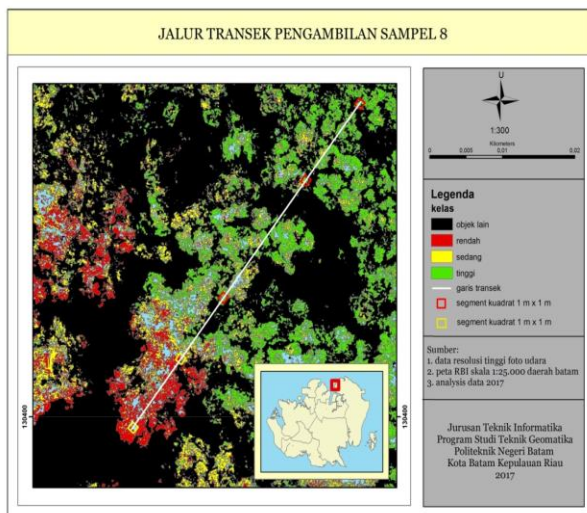 JALUR TRANSEK PENGAMBILAN SAMPEL 8
130400
130400
U
1:300
Kilometers
0 0,005 0,01 0,02
Legenda
kelas
objek lain
rendah
sedang
tinggi
garis transek
segment kuadrat 1 m x 1 m
segment kuadrat 1 m x 1 m
Sumber:
1. data resolusi tinggi foto udara
2. peta RBI skala 1:25.000 daerah batam
3. analysis data 2017
Jurusan Teknik Informatika
Program Studi Teknik Geomatika
Politeknik Negeri Batam
Kota Batam Kepulauan Riau
2017